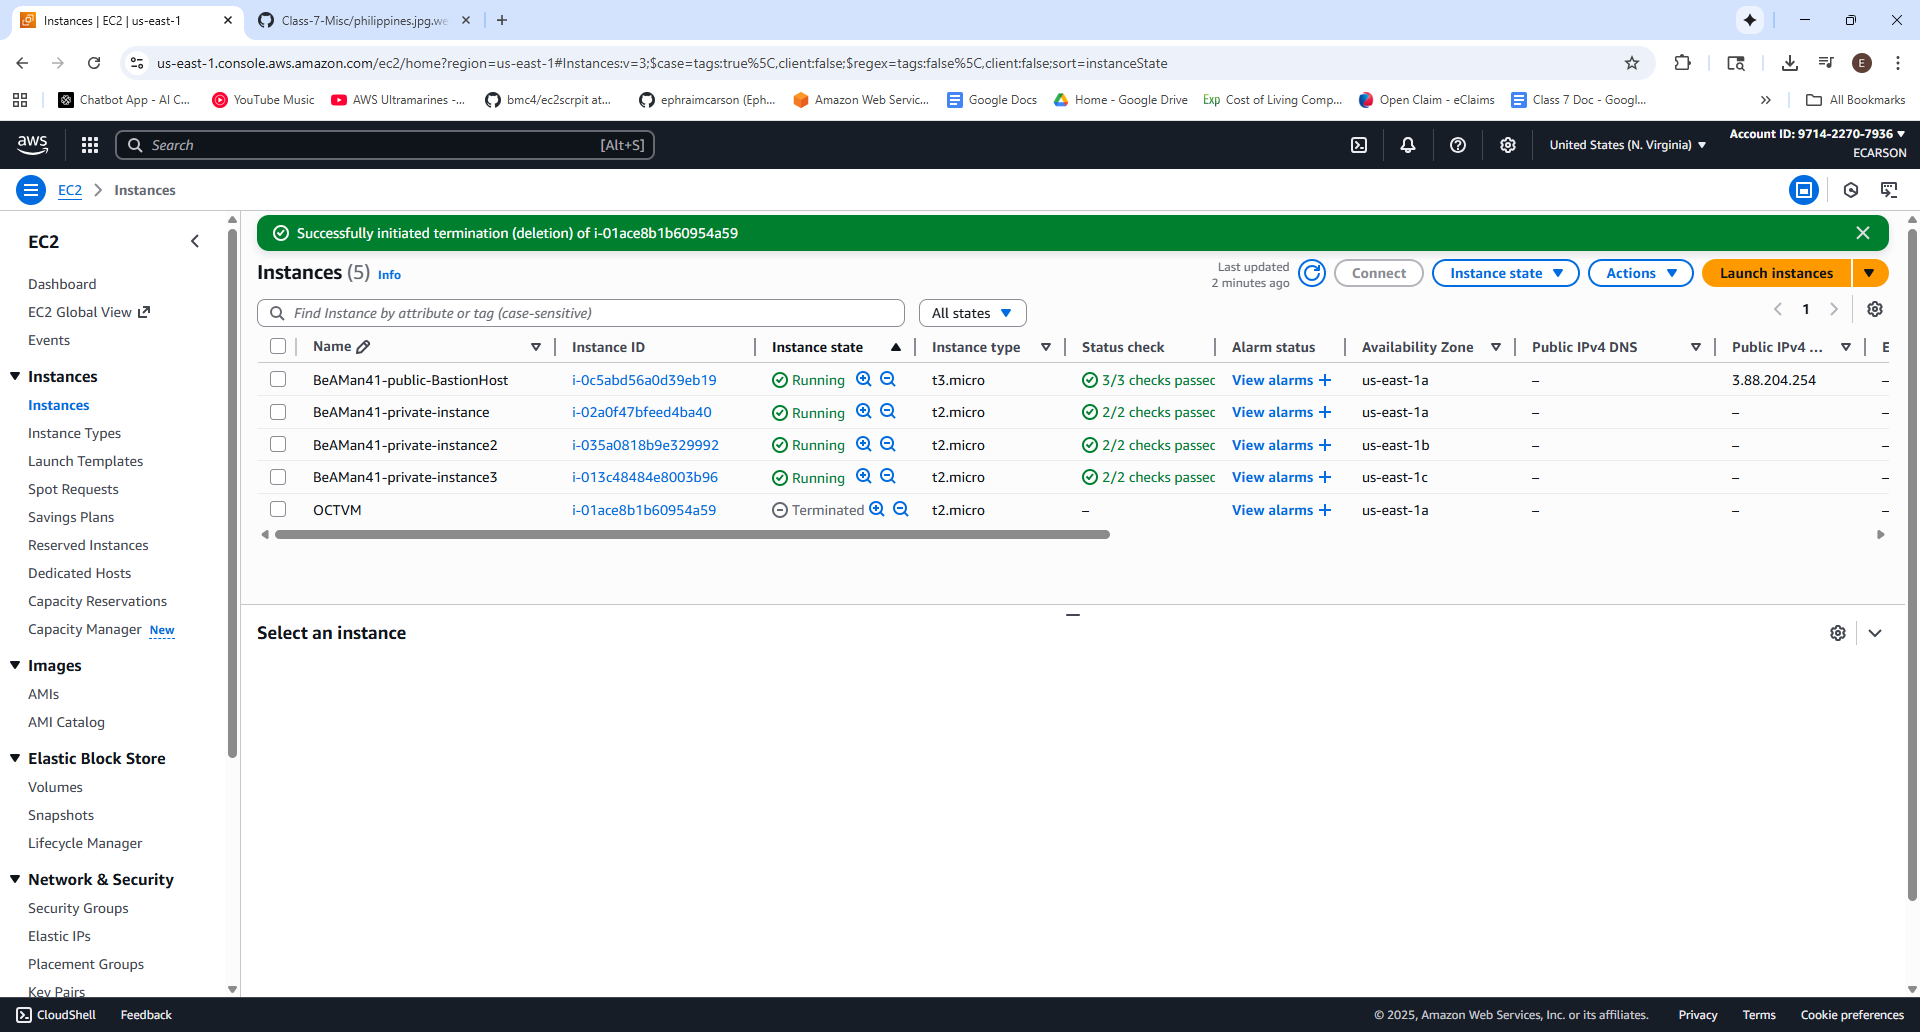 Instances | EC2 | us-east-1
Class-7-Misc/philippines.jpg.we
us-east-1.console.aws.amazon.com/ec2/home?region=us-east-1#Instances:v=3;$case=tags:true%5C,client:false;$regex=tags:false%5C,client:false;sort=instanceState
E
Chatbot App - AI C... YouTube Music AWS Ultramarines -... bmc4/ec2scrpit at... ephraimcarson (Eph... Amazon Web Servic... Google Docs Home - Google Drive Exp Cost of Living Comp... Open Claim - eClaims Class 7 Doc - Googl... » All Bookmarks
aws Search [Alt+S] United States (N. Virginia) Account ID: 9714-2270-7936
ECARSON
EC2 Instances
EC2
Dashboard
EC2 Global View
Events
Instances
Instances
Instance Types
Launch Templates
Spot Requests
Savings Plans
Reserved Instances
Dedicated Hosts
Capacity Reservations
Capacity Manager New
Images
AMIs
AMI Catalog
Elastic Block Store
Volumes
Snapshots
Lifecycle Manager
Network & Security
Security Groups
Elastic IPs
Placement Groups
Key Pairs
Successfully initiated termination (deletion) of i-01ace8b1b60954a59
Instances (5) Info
Last updated
2 minutes ago
Connect Instance state Actions Launch instances
Find Instance by attribute or tag (case-sensitive) All states 1
Name Instance ID Instance state Instance type Status check Alarm status Availability Zone Public IPv4 DNS Public IPv4 ... E
BeAMan41-public-BastionHost i-0c5abd56a0d39eb19 Running t3.micro 3/3 checks passec View alarms + us-east-1a – 3.88.204.254 –
BeAMan41-private-instance i-02a0f47bfeed4ba40 Running t2.micro 2/2 checks passec View alarms + us-east-1a – – –
BeAMan41-private-instance2 i-035a0818b9e329992 Running t2.micro 2/2 checks passec View alarms + us-east-1b – – –
BeAMan41-private-instance3 i-013c48484e8003b96 Running t2.micro 2/2 checks passec View alarms + us-east-1c – – –
OCTVM i-01ace8b1b60954a59 Terminated t2.micro – View alarms + us-east-1a – – –
Select an instance
CloudShell Feedback © 2025, Amazon Web Services, Inc. or its affiliates. Privacy Terms Cookie preferences